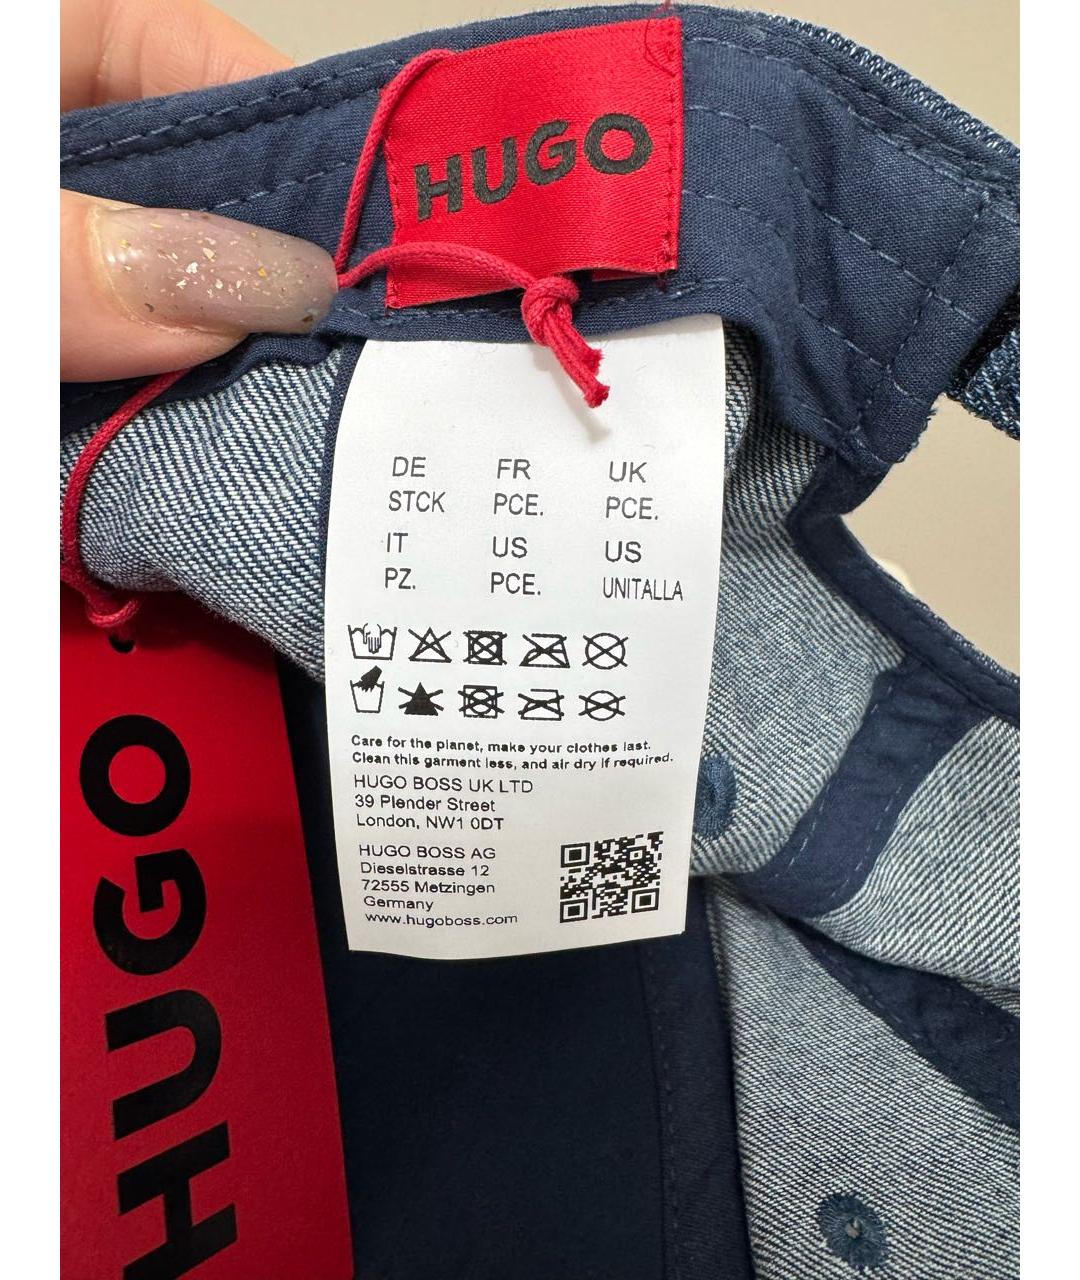 HUGO
DE FR UK
STCK PCE. PCE.
IT US US
PZ. PCE. UNITALLA
Care for the planet, make your clothes last.
Clean this garment less, and air dry if required.
HUGO BOSS UK LTD
39 Plender Street
London, NW1 0DT
HUGO BOSS AG
Dieselstrasse 12
72555 Metzingen
Germany
www.hugoboss.com
HUGO